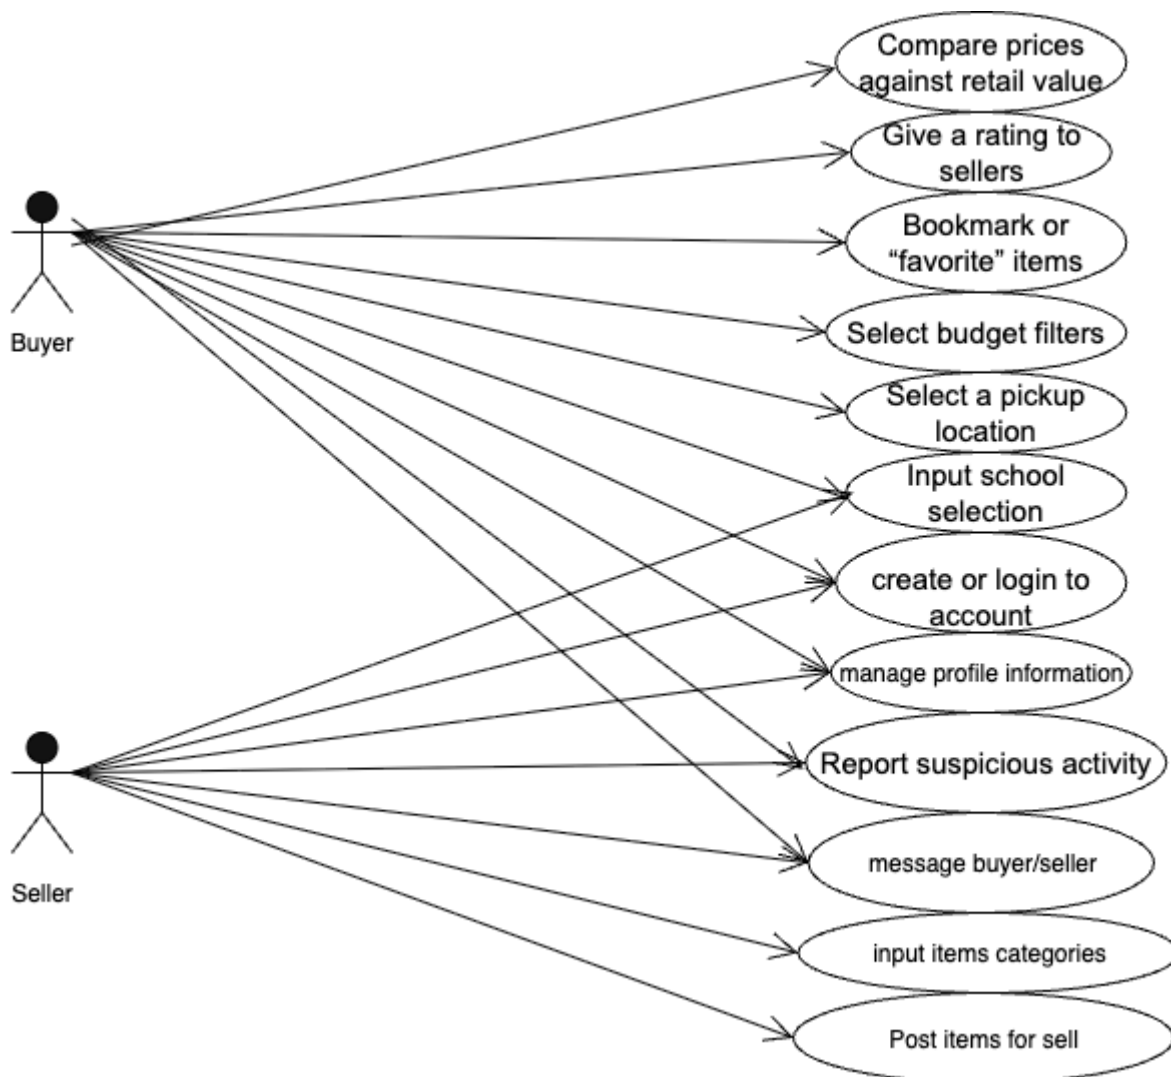 Compare prices
against retail value
Give a rating to
sellers
Bookmark or
“favorite” items
Buyer
Select budget filters
Select a pickup
location
Input school
selection
create or login to
account
manage profile information
Report suspicious activity
message buyer/seller
Seller
input items categories
Post items for sell